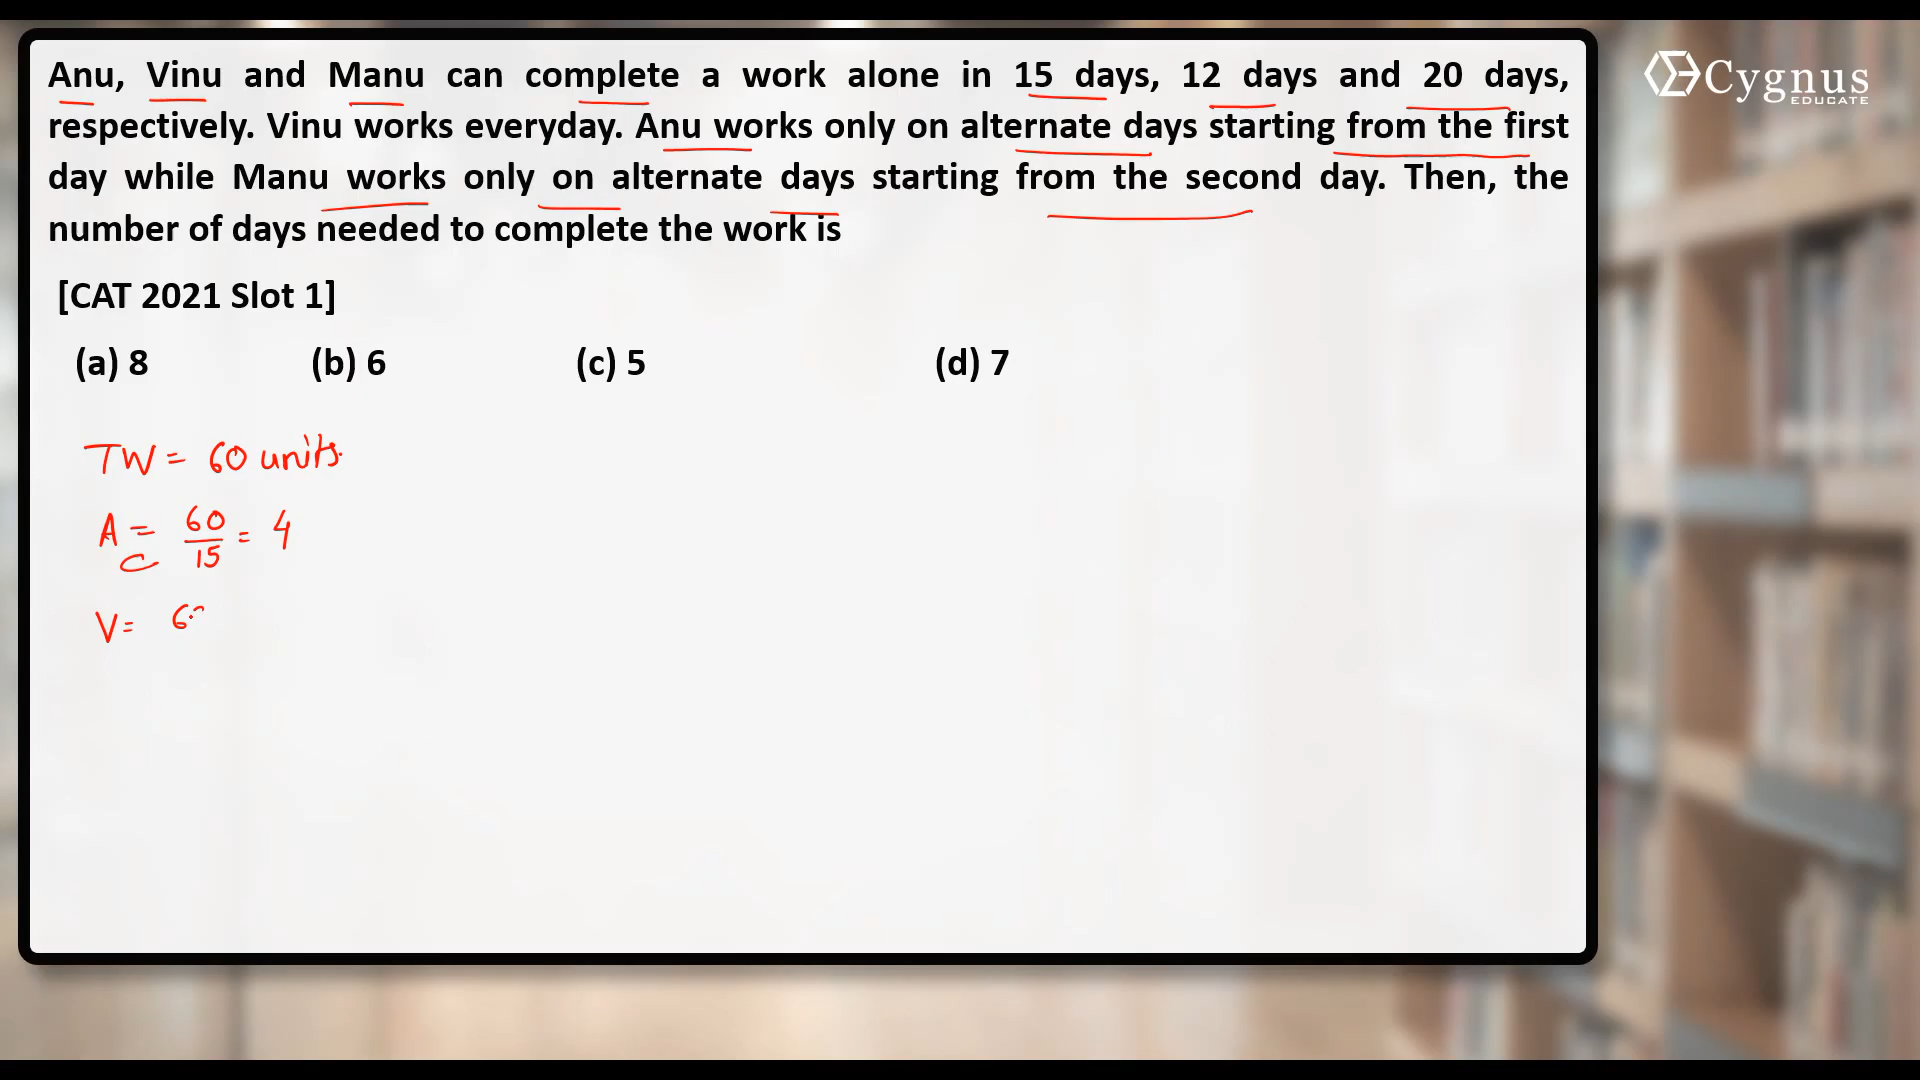 Anu, Vinu and Manu can complete a work alone in 15 days, 12 days and 20 days,
respectively. Vinu works everyday. Anu works only on alternate days starting from the first
day while Manu works only on alternate days starting from the second day. Then, the
number of days needed to complete the work is
[CAT 2021 Slot 1]
(a) 8 (b) 6 (c) 5 (d) 7
TW = 60 units.
A = 60/15 = 4
V = 6
Cygnus
EDUCATE